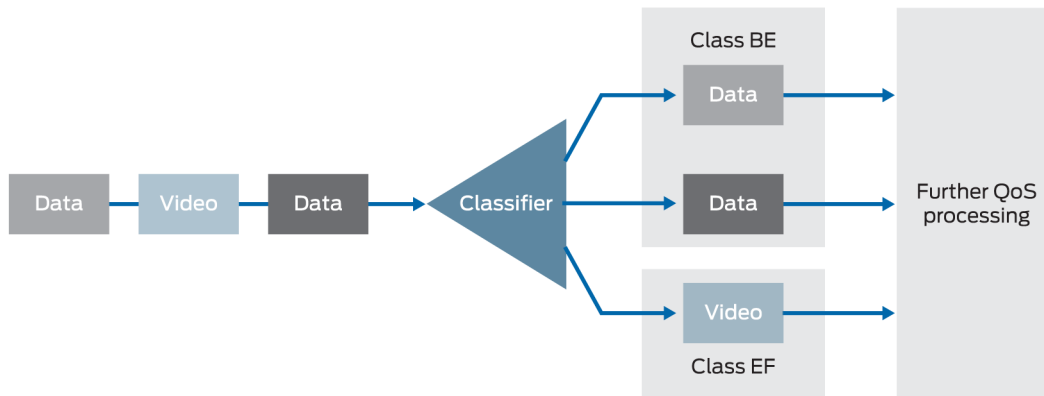 Data
Video
Data
Classifier
Class BE
Data
Data
Video
Class EF
Further QoS
processing